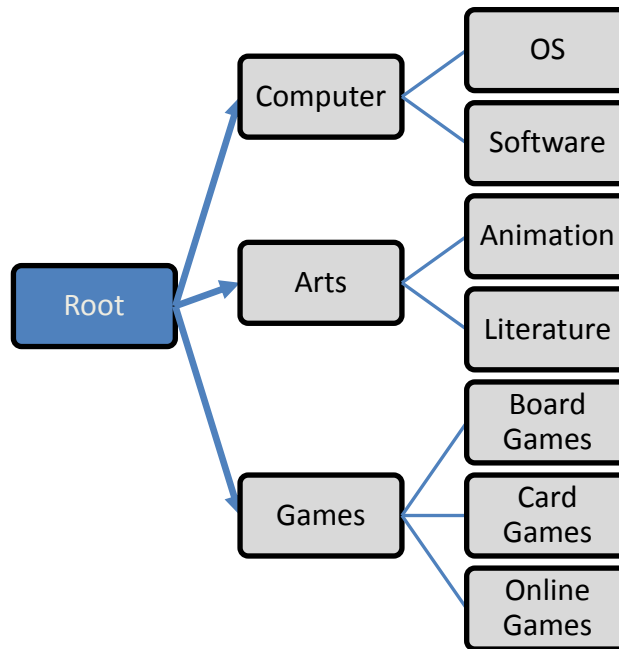 Root
Computer
OS
Software
Arts
Animation
Literature
Games
Board
Games
Card
Games
Online
Games